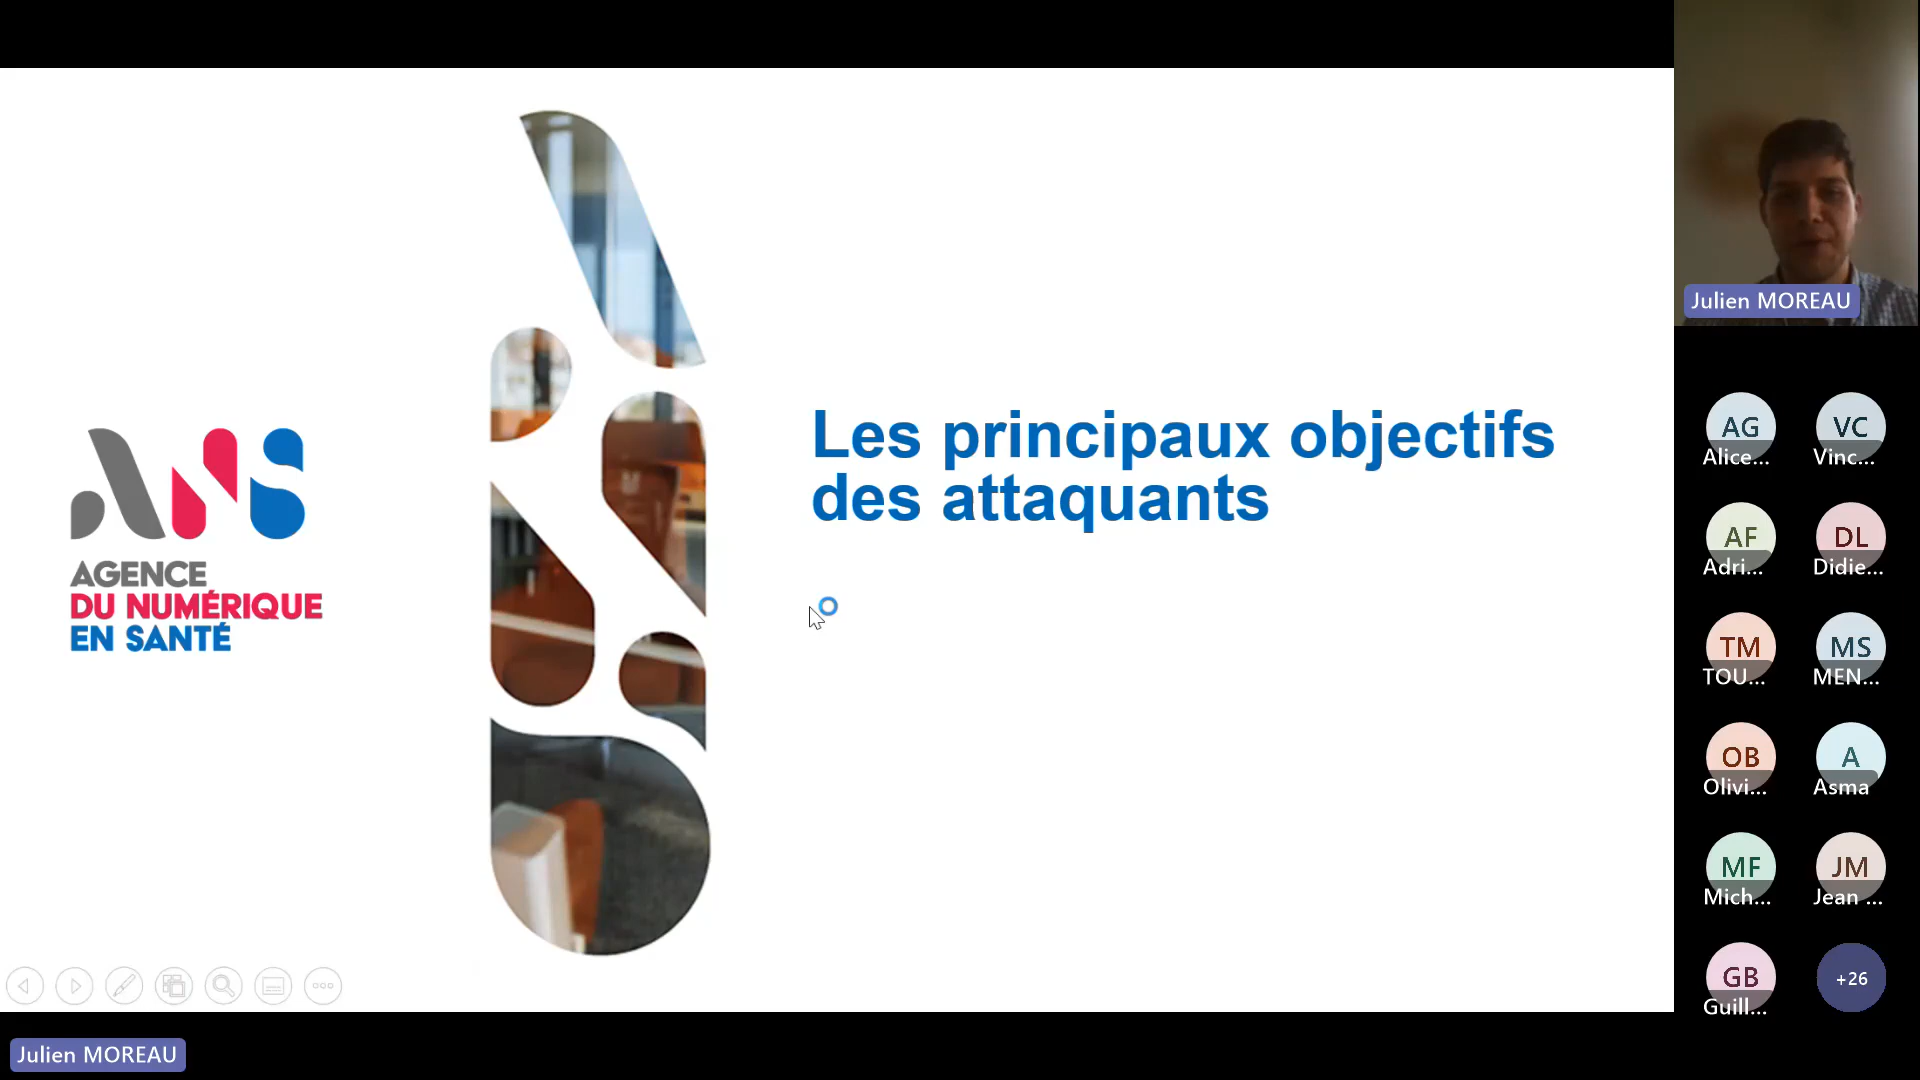 AGENCE
DU NUMÉRIQUE
EN SANTÉ
Les principaux objectifs
des attaquants
Julien MOREAU
AG
Alice...
VC
Vinc...
AF
Adri...
DL
Didie...
TM
TOU...
MS
MEN...
OB
Olivi...
A
Asma
MF
Mich...
JM
Jean ...
GB
Guill...
+26
Julien MOREAU